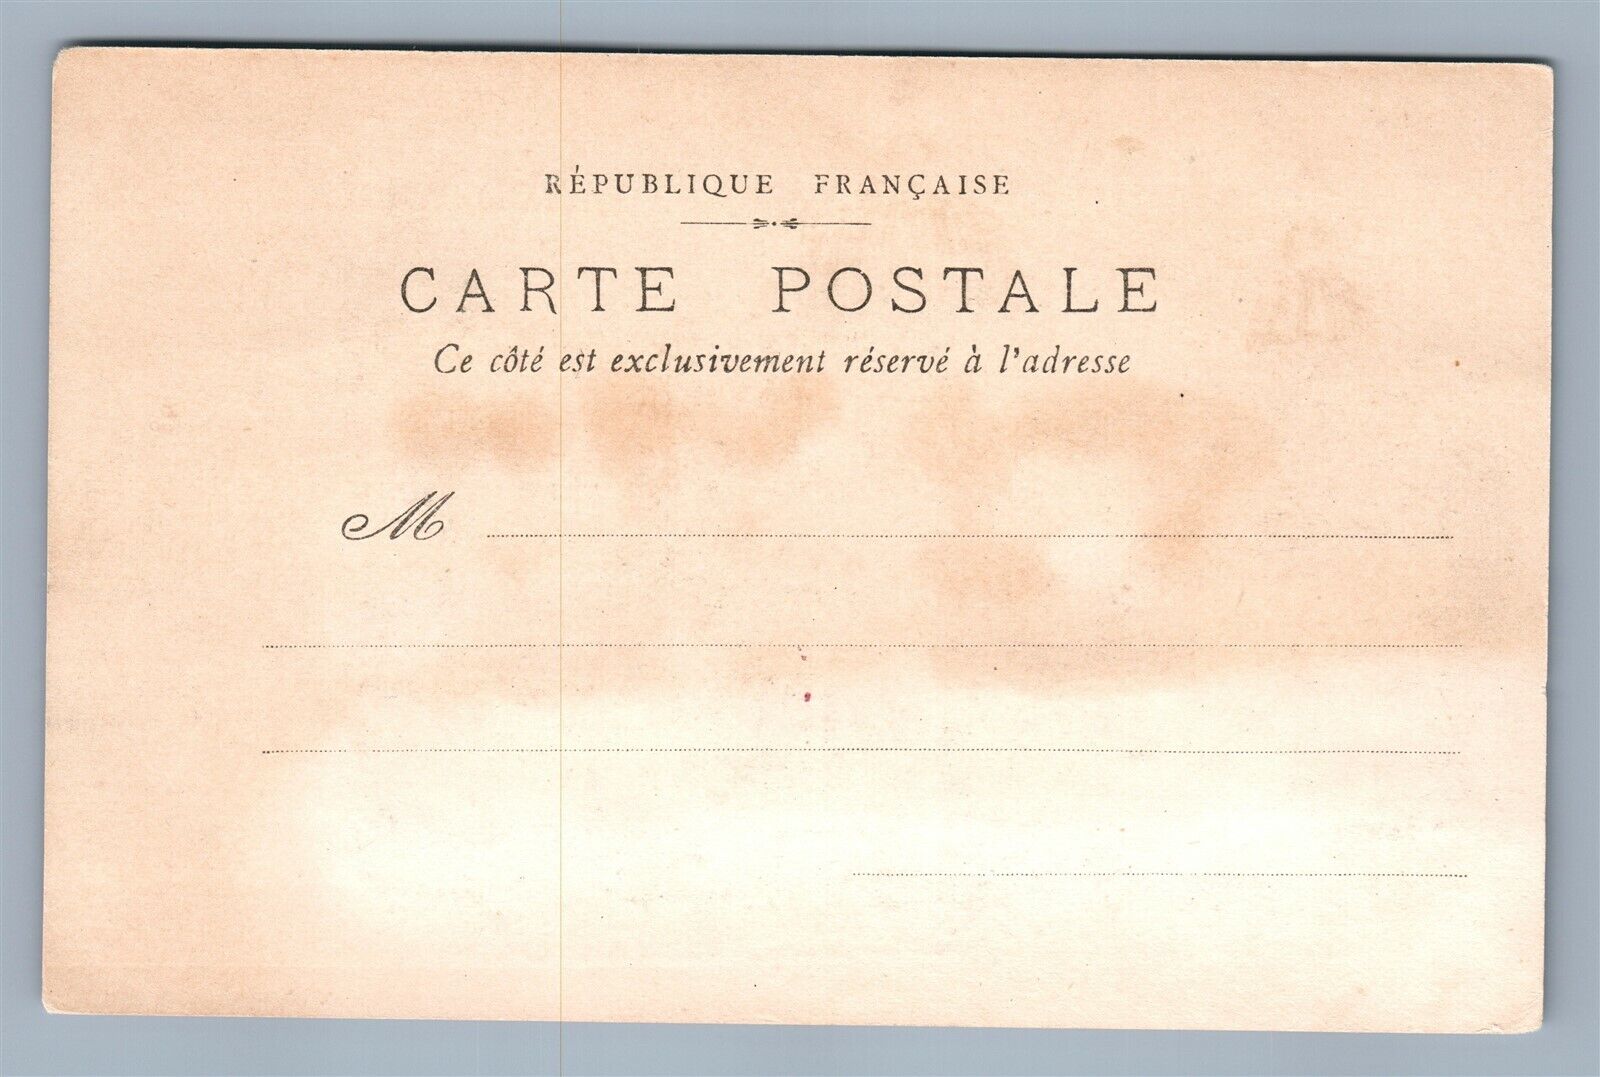 RÉPUBLIQUE FRANÇAISE
CARTE POSTALE
Ce côté est exclusivement réservé à l'adresse
M